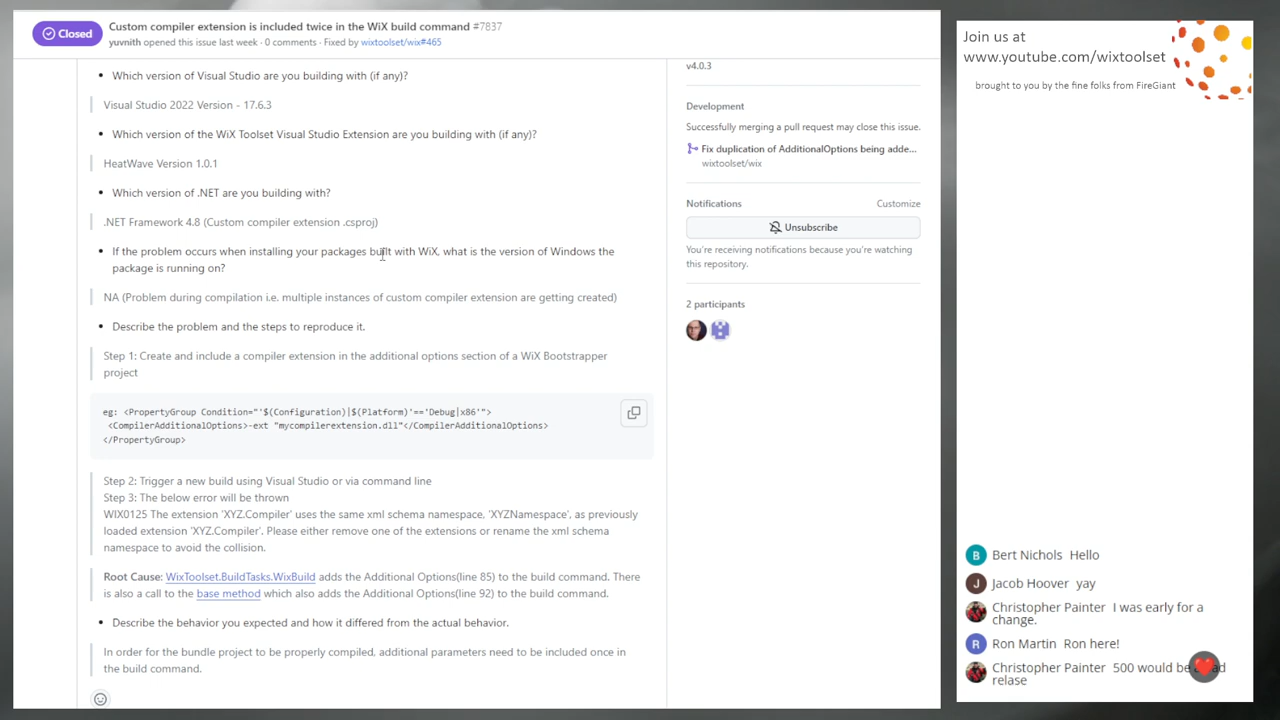 Closed
Custom compiler extension is included twice in the WiX build command #7837
yuvnith opened this issue last week · 0 comments · Fixed by wixtoolset/wix#465
• Which version of Visual Studio are you building with (if any)?
Visual Studio 2022 Version - 17.6.3
• Which version of the WiX Toolset Visual Studio Extension are you building with (if any)?
HeatWave Version 1.0.1
• Which version of .NET are you building with?
.NET Framework 4.8 (Custom compiler extension .csproj)
• If the problem occurs when installing your packages built with WiX, what is the version of Windows the
package is running on?
NA (Problem during compilation i.e. multiple instances of custom compiler extension are getting created)
• Describe the problem and the steps to reproduce it.
Step 1: Create and include a compiler extension in the additional options section of a WiX Bootstrapper
project
eg: <PropertyGroup Condition="'$(Configuration)|$(Platform)'=='Debug|x86'">
<CompilerAdditionalOptions>-ext "mycompilerextension.dll"</CompilerAdditionalOptions>
</PropertyGroup>
Step 2: Trigger a new build using Visual Studio or via command line
Step 3: The below error will be thrown
WIX0125 The extension 'XYZ.Compiler' uses the same xml schema namespace, 'XYZNamespace', as previously
loaded extension 'XYZ.Compiler'. Please either remove one of the extensions or rename the xml schema
namespace to avoid the collision.
Root Cause: WixToolset.BuildTasks.WixBuild adds the Additional Options(line 85) to the build command. There
is also a call to the base method which also adds the Additional Options(line 92) to the build command.
• Describe the behavior you expected and how it differed from the actual behavior.
In order for the bundle project to be properly compiled, additional parameters need to be included once in
the build command.
v4.0.3
Development
Successfully merging a pull request may close this issue.
Fix duplication of AdditionalOptions being adde...
wixtoolset/wix
Notifications
Customize
Unsubscribe
You're receiving notifications because you're watching
this repository.
2 participants
Join us at
www.youtube.com/wixtoolset
brought to you by the fine folks from FireGiant
B
Bert Nichols Hello
J
Jacob Hoover yay
Christopher Painter I was early for a
change.
R
Ron Martin Ron here!
Christopher Painter 500 would be
relase